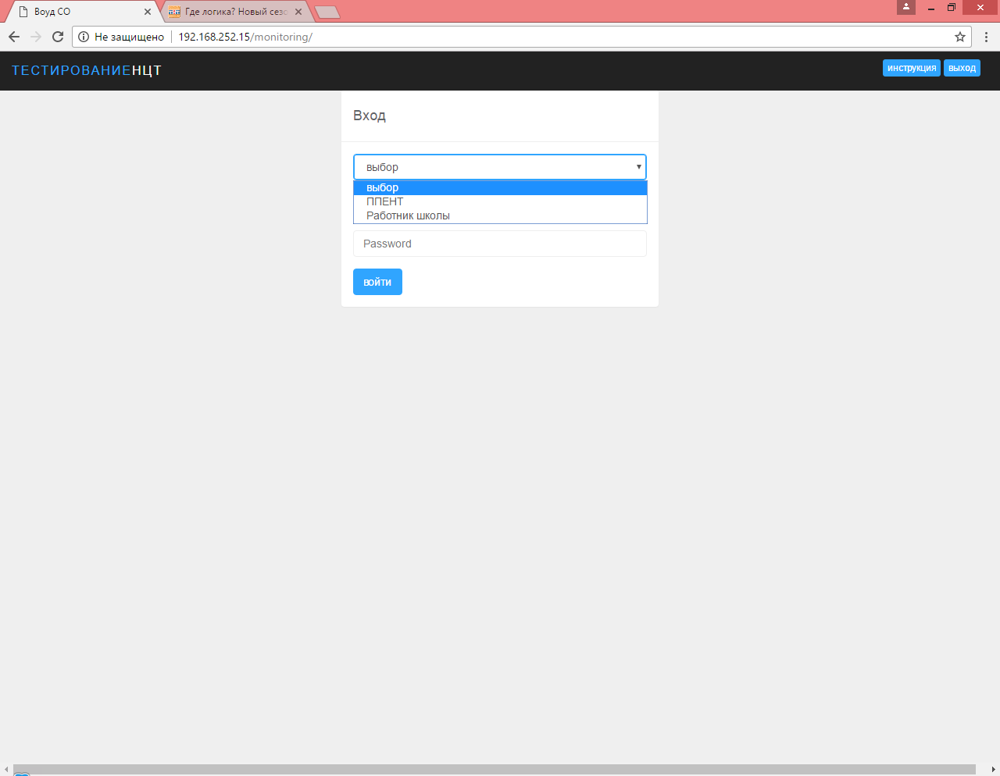 Воуд СО
Где логика? Новый сезо
Не защищено
192.168.252.15/monitoring/
ТЕСТИРОВАНИЕНЦТ
инструкция
выход
Вход
выбор
выбор
ППЕНТ
Работник школы
Password
войти